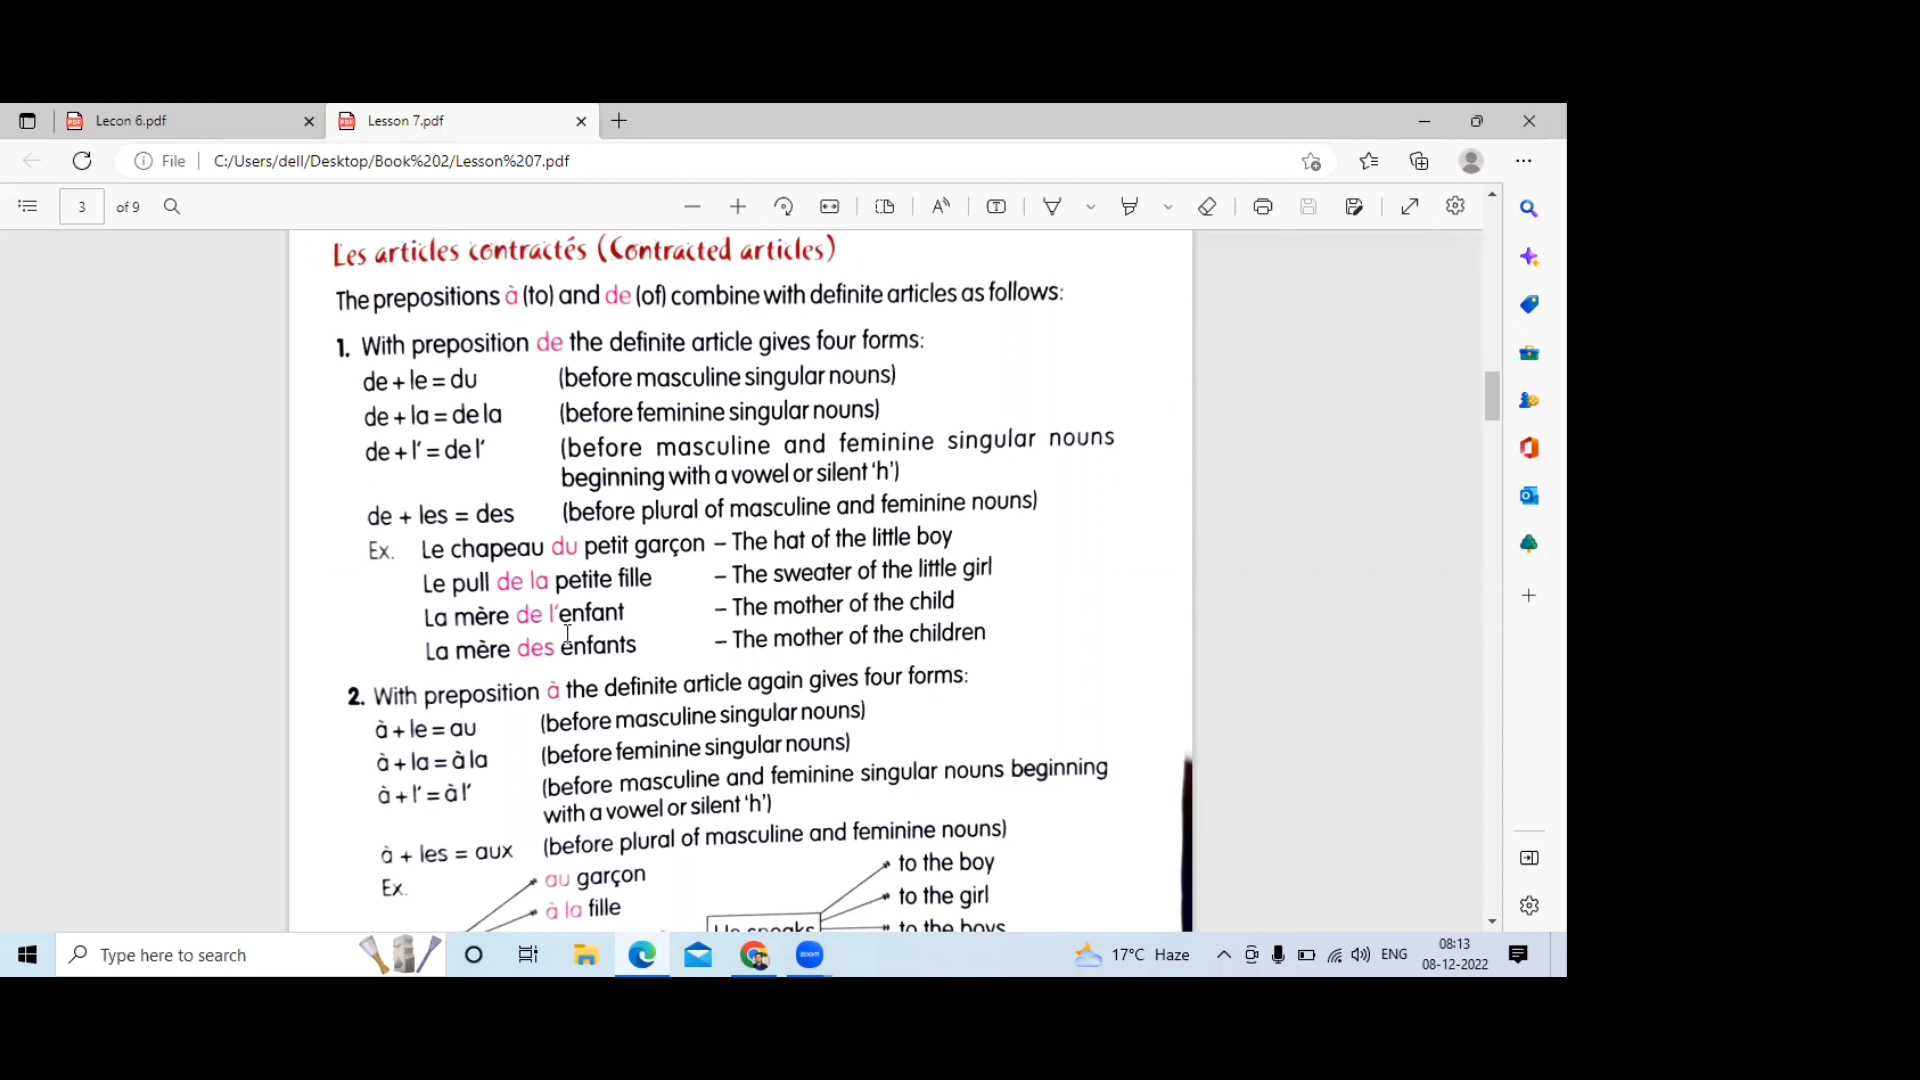 Lecon 6.pdf
Lesson 7.pdf
File
C:/Users/dell/Desktop/Book%202/Lesson%207.pdf
3 of 9
Les articles contractés (Contracted articles)
The prepositions à (to) and de (of) combine with definite articles as follows:
1. With preposition de the definite article gives four forms:
de + le = du (before masculine singular nouns)
de + la = de la (before feminine singular nouns)
de + l' = de l' (before masculine and feminine singular nouns
beginning with a vowel or silent 'h')
de + les = des (before plural of masculine and feminine nouns)
Ex. Le chapeau du petit garçon – The hat of the little boy
Le pull de la petite fille – The sweater of the little girl
La mère de l'enfant – The mother of the child
La mère des enfants – The mother of the children
2. With preposition à the definite article again gives four forms:
à + le = au (before masculine singular nouns)
à + la = à la (before feminine singular nouns)
à + l' = à l' (before masculine and feminine singular nouns beginning
with a vowel or silent 'h')
à + les = aux (before plural of masculine and feminine nouns)
Ex.
au garçon
to the boy
à la fille
to the girl
He speaks
to the boys
Type here to search
zoom
17°C Haze
ENG
08:13
08-12-2022